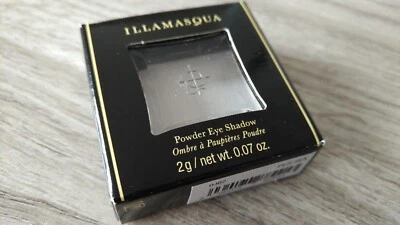 ILLAMASQUA
Powder Eye Shadow
Ombre à Paupières Poudre
2g / net wt. 0.07 oz.